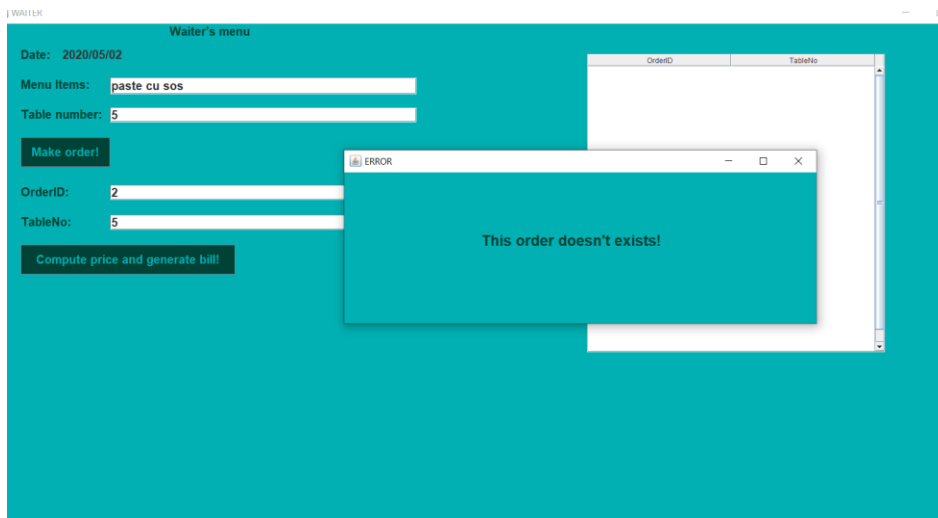 WAITER
Waiter's menu
Date: 2020/05/02
OrderID TableNo
Menu Items: paste cu sos
Table number: 5
Make order!
ERROR
OrderID: 2
TableNo: 5
This order doesn't exists!
Compute price and generate bill!